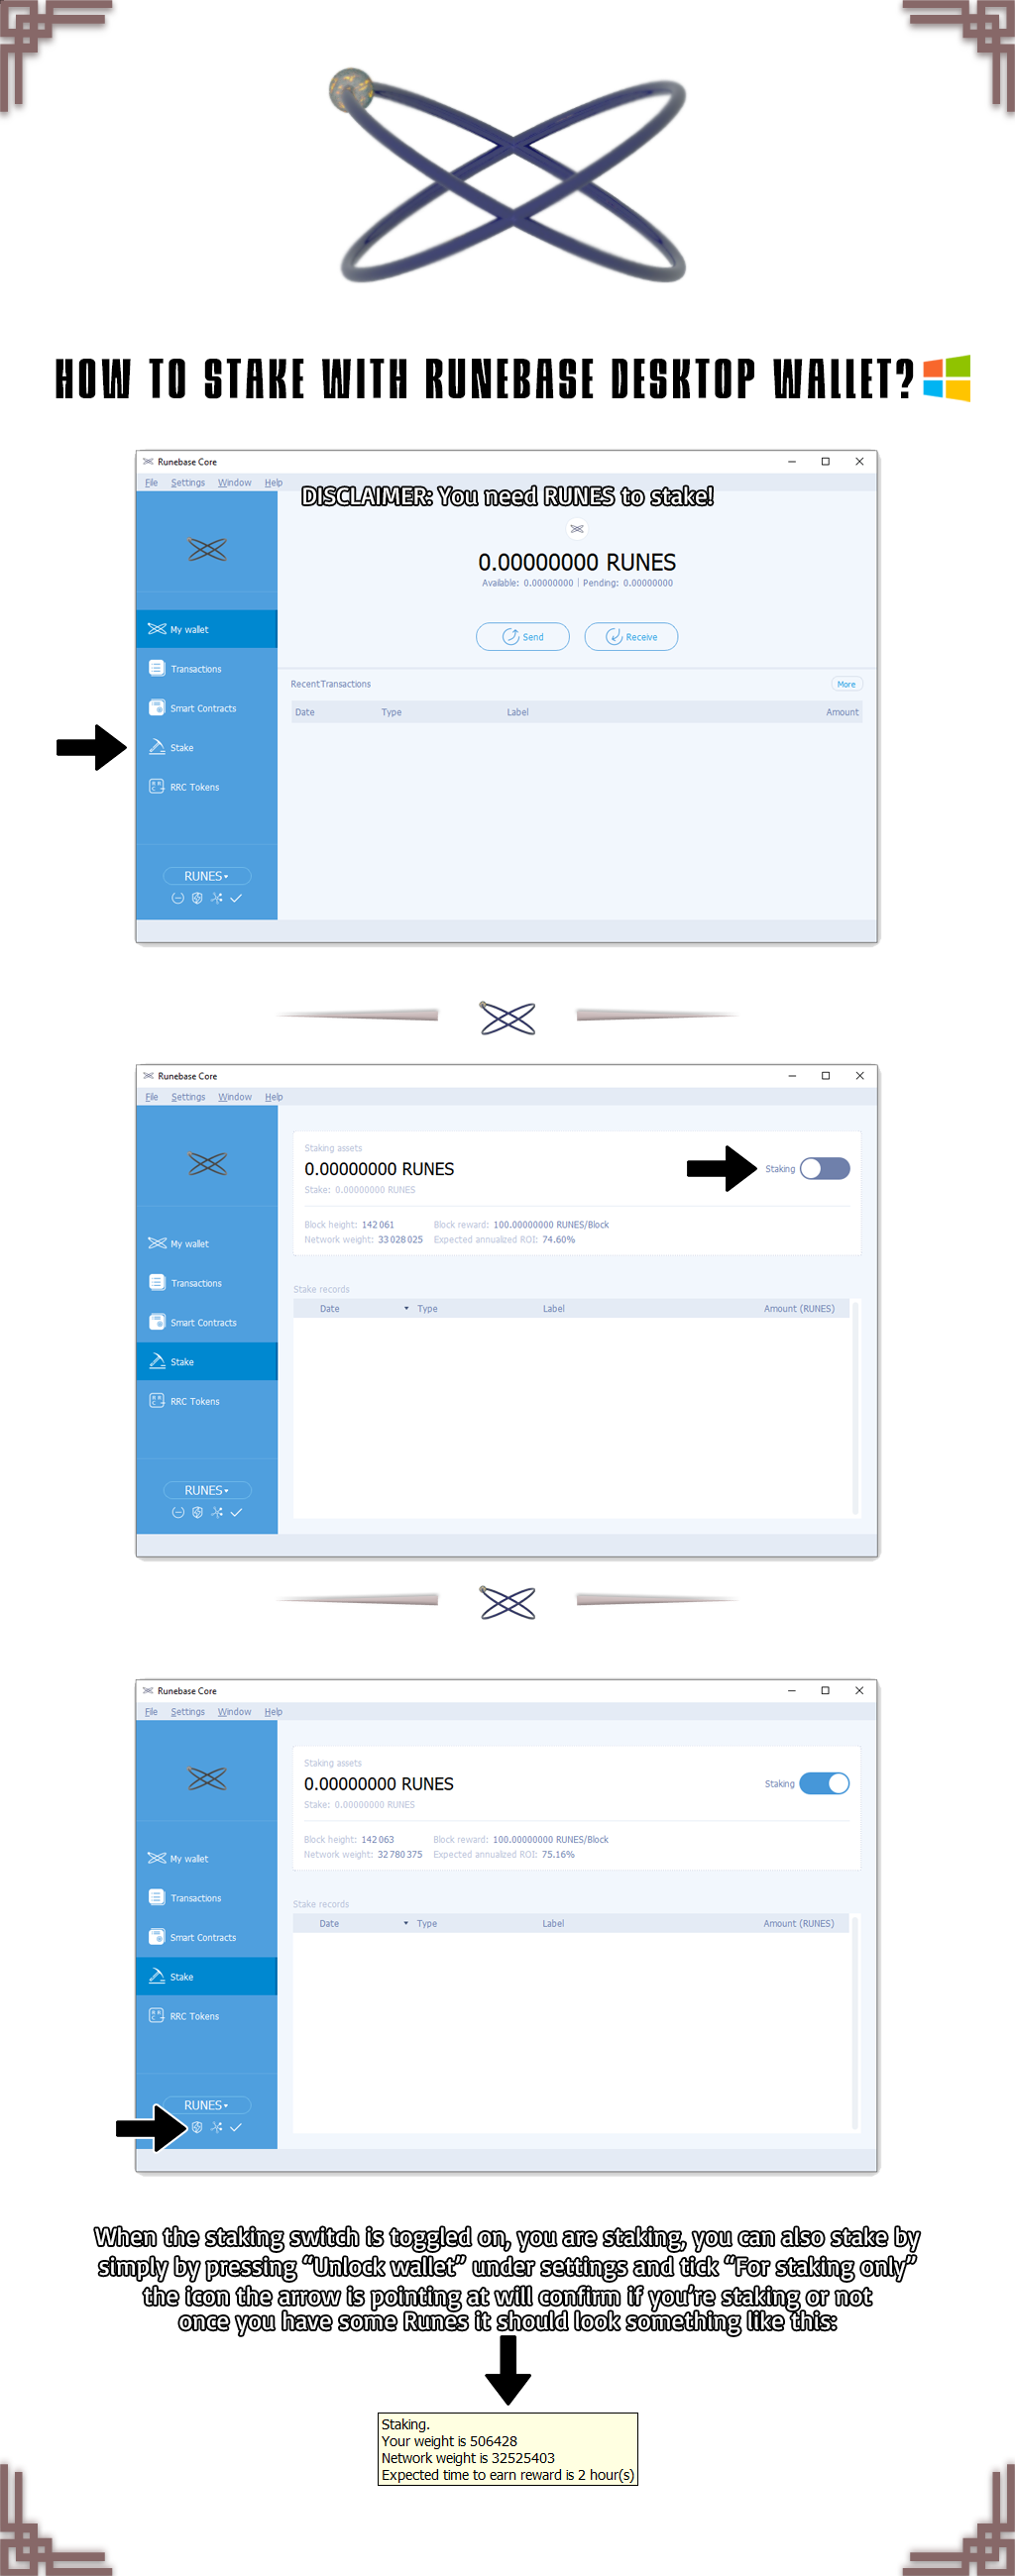 HOW TO STAKE WITH RUNEBASE DESKTOP WALLET?
Runebase Core
File Settings Window Help
DISCLAIMER: You need RUNES to stake!
0.00000000 RUNES
Available: 0.00000000 | Pending: 0.00000000
My wallet
Send Receive
Transactions
Recent Transactions More
Smart Contracts
Date Type Label Amount
Stake
RRC Tokens
RUNES
Runebase Core
File Settings Window Help
Staking assets
0.00000000 RUNES
Staking
Stake: 0.00000000 RUNES
Block height: 142 061 Block reward: 100.00000000 RUNES/Block
Network weight: 33 028 025 Expected annualized ROI: 74.60%
My wallet
Transactions
Smart Contracts
Stake
RRC Tokens
RUNES
Stake records
Date Type Label Amount (RUNES)
Runebase Core
File Settings Window Help
Staking assets
0.00000000 RUNES
Staking
Stake: 0.00000000 RUNES
Block height: 142 063 Block reward: 100.00000000 RUNES/Block
Network weight: 32 780 375 Expected annualized ROI: 75.16%
My wallet
Transactions
Smart Contracts
Stake
RRC Tokens
RUNES
Stake records
Date Type Label Amount (RUNES)
When the staking switch is toggled on, you are staking, you can also stake by
simply by pressing “Unlock wallet” under settings and tick “For staking only”
the icon the arrow is pointing at will confirm if you’re staking or not
once you have some Runes it should look something like this:
Staking.
Your weight is 506428
Network weight is 32525403
Expected time to earn reward is 2 hour(s)